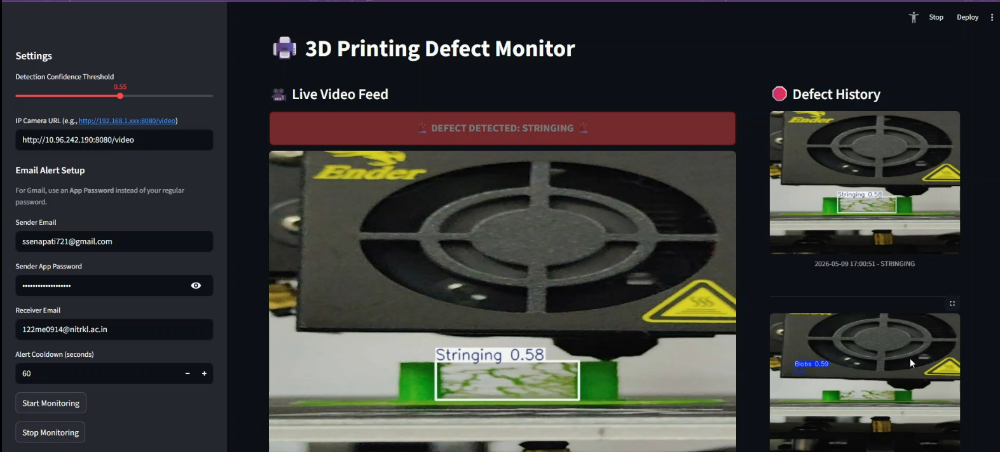 Stop
Deploy
Settings
Detection Confidence Threshold
0.55
IP Camera URL (e.g., http://192.168.1.xxx:8080/video)
http://10.96.242.190:8080/video
Email Alert Setup
For Gmail, use an App Password instead of your regular
password.
Sender Email
ssenapati721@gmail.com
Sender App Password
•••••••••••••••••••
Receiver Email
122me0914@nitrkl.ac.in
Alert Cooldown (seconds)
60
Start Monitoring
Stop Monitoring
3D Printing Defect Monitor
Live Video Feed
DEFECT DETECTED: STRINGING
Ender
Stringing 0.58
Defect History
Ender
Stringing 0.58
2026-05-09 17:00:51 - STRINGING
Blobs 0.59